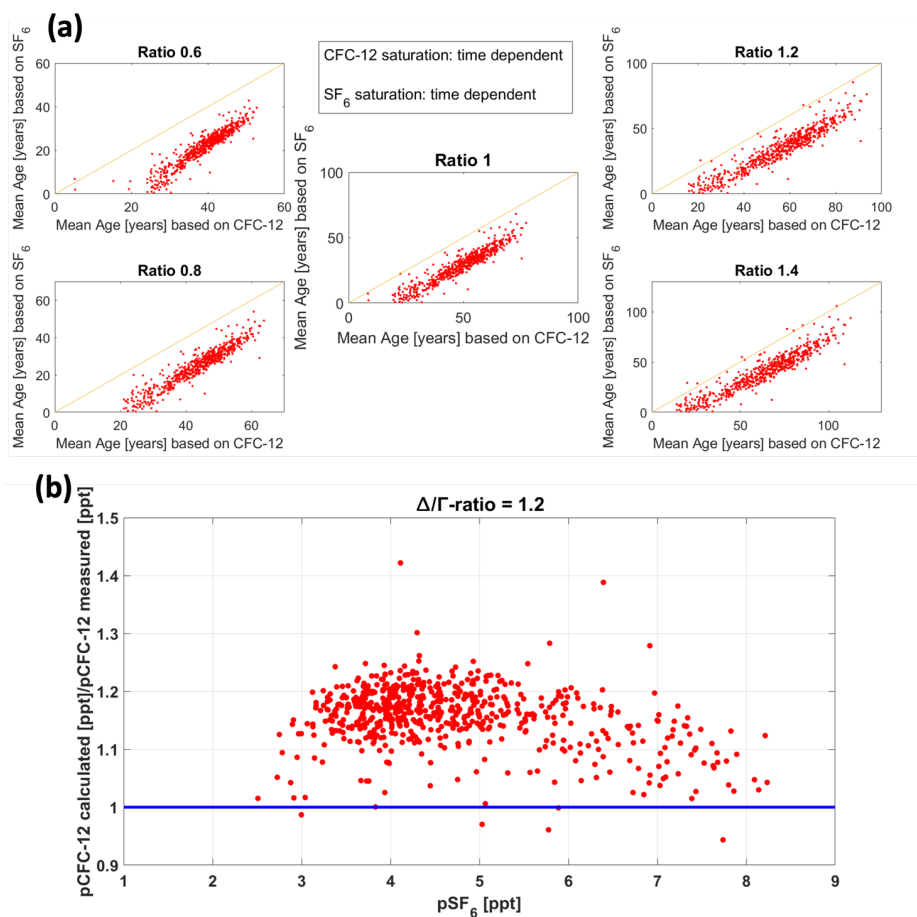 (a)
Ratio 0.6
Mean Age [years] based on SF6
60
40
20
0
0 20 40 60
Mean Age [years] based on CFC-12
CFC-12 saturation: time dependent
SF6 saturation: time dependent
Ratio 1.2
Mean Age [years] based on SF6
100
50
0
0 20 40 60 80 100
Mean Age [years] based on CFC-12
Ratio 1
Mean Age [years] based on SF6
100
50
0
0 50 100
Mean Age [years] based on CFC-12
Ratio 0.8
Mean Age [years] based on SF6
60
40
20
0
0 20 40 60
Mean Age [years] based on CFC-12
Ratio 1.4
Mean Age [years] based on SF6
100
50
0
0 50 100
Mean Age [years] based on CFC-12
(b)
Δ/Γ-ratio = 1.2
pCFC-12 calculated [ppt]/pCFC-12 measured [ppt]
1.5
1.4
1.3
1.2
1.1
1
0.9
1 2 3 4 5 6 7 8 9
pSF6 [ppt]